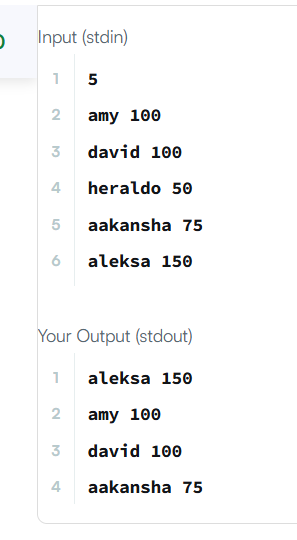 Input (stdin)
1 5
2 amy 100
3 david 100
4 heraldo 50
5 aakansha 75
6 aleksa 150
Your Output (stdout)
1 aleksa 150
2 amy 100
3 david 100
4 aakansha 75